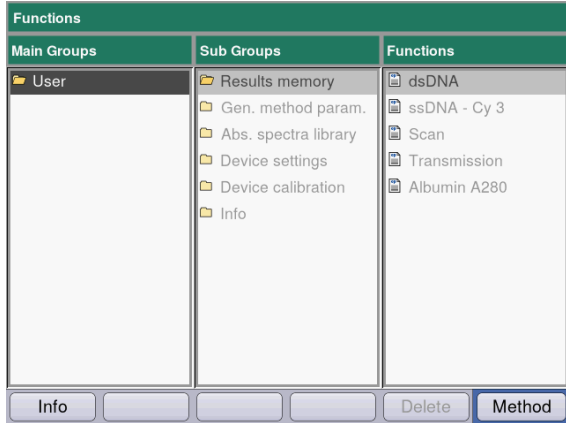 Functions
Main Groups
Sub Groups
Functions
User
Results memory
Gen. method param.
Abs. spectra library
Device settings
Device calibration
Info
dsDNA
ssDNA - Cy 3
Scan
Transmission
Albumin A280
Info
Delete
Method